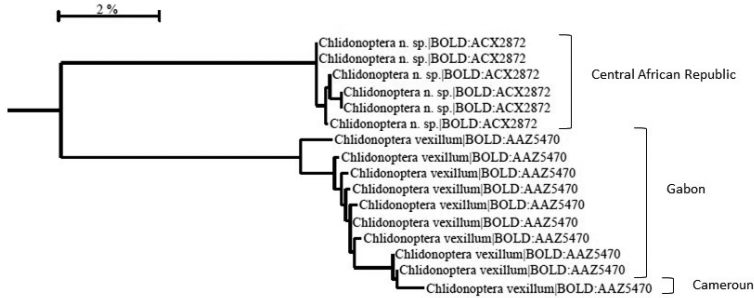 2 %
Chlidonoptera n. sp.|BOLD:ACX2872
Chlidonoptera n. sp.|BOLD:ACX2872
Chlidonoptera n. sp.|BOLD:ACX2872
Chlidonoptera n. sp.|BOLD:ACX2872
Chlidonoptera n. sp.|BOLD:ACX2872
Chlidonoptera n. sp.|BOLD:ACX2872
Central African Republic
Chlidonoptera vexillum|BOLD:AAZ5470
Chlidonoptera vexillum|BOLD:AAZ5470
Chlidonoptera vexillum|BOLD:AAZ5470
Chlidonoptera vexillum|BOLD:AAZ5470
Chlidonoptera vexillum|BOLD:AAZ5470
Chlidonoptera vexillum|BOLD:AAZ5470
Chlidonoptera vexillum|BOLD:AAZ5470
Chlidonoptera vexillum|BOLD:AAZ5470
Chlidonoptera vexillum|BOLD:AAZ5470
Gabon
Chlidonoptera vexillum|BOLD:AAZ5470
Cameroun